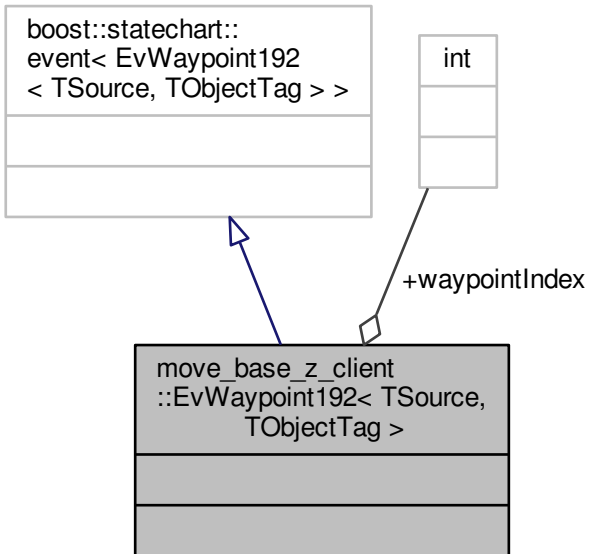 boost::statechart::
event< EvWaypoint192
< TSource, TObjectTag > >
int
+waypointIndex
move_base_z_client
::EvWaypoint192< TSource,
TObjectTag >